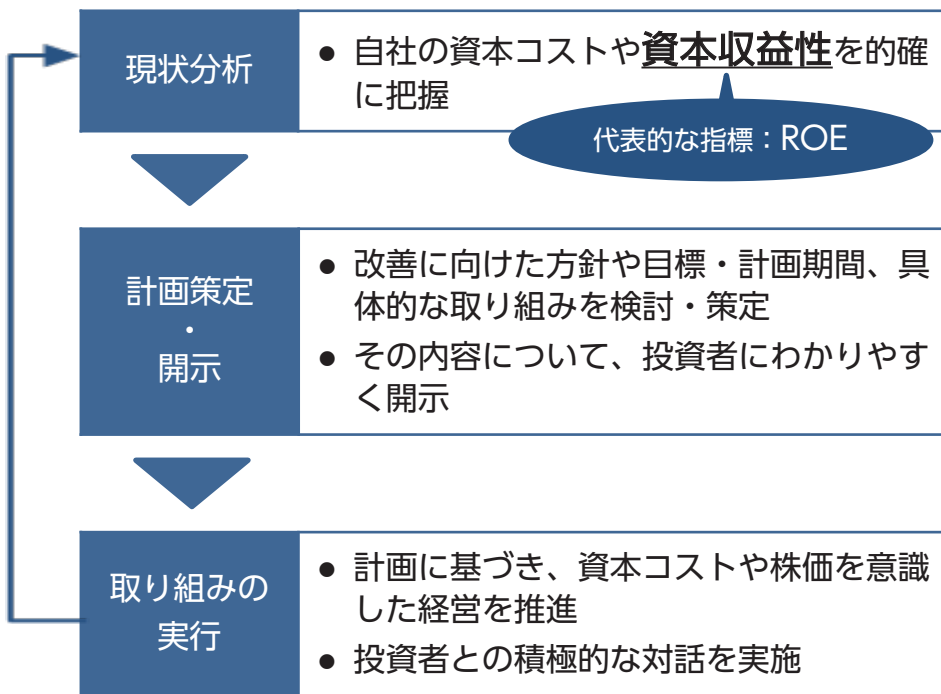 現状分析
● 自社の資本コストや資本収益性を的確
に把握
代表的な指標：ROE
計画策定
・
開示
● 改善に向けた方針や目標・計画期間、具
体的な取り組みを検討・策定
● その内容について、投資者にわかりやす
く開示
取り組みの
実行
● 計画に基づき、資本コストや株価を意識
した経営を推進
● 投資者との積極的な対話を実施